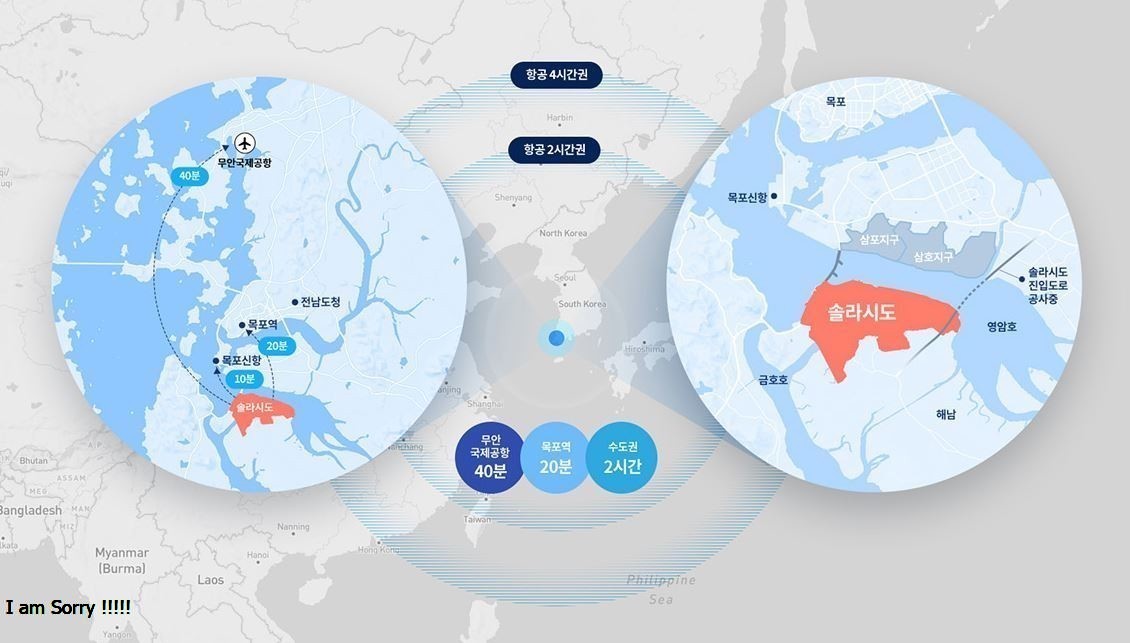 항공 4시간권
항공 2시간권
Harbin
Shenyang
North Korea
Seoul
South Korea
Hiroshima
Shanghai
무안국제공항
40분
전남도청
목포역
20분
목포신항
10분
솔라시도
목포
목포신항
삼포지구
삼호지구
솔라시도
진입도로
공사중
솔라시도
영암호
금호호
해남
무안
국제공항
40분
목포역
20분
수도권
2시간
Bhutan
ASSAM
MEG
Bangladesh
Myanmar
(Burma)
Laos
Hanoi
Nanning
Hong Kong
Taiwan
Philippine
Sea
I am Sorry !!!!!
Yangon